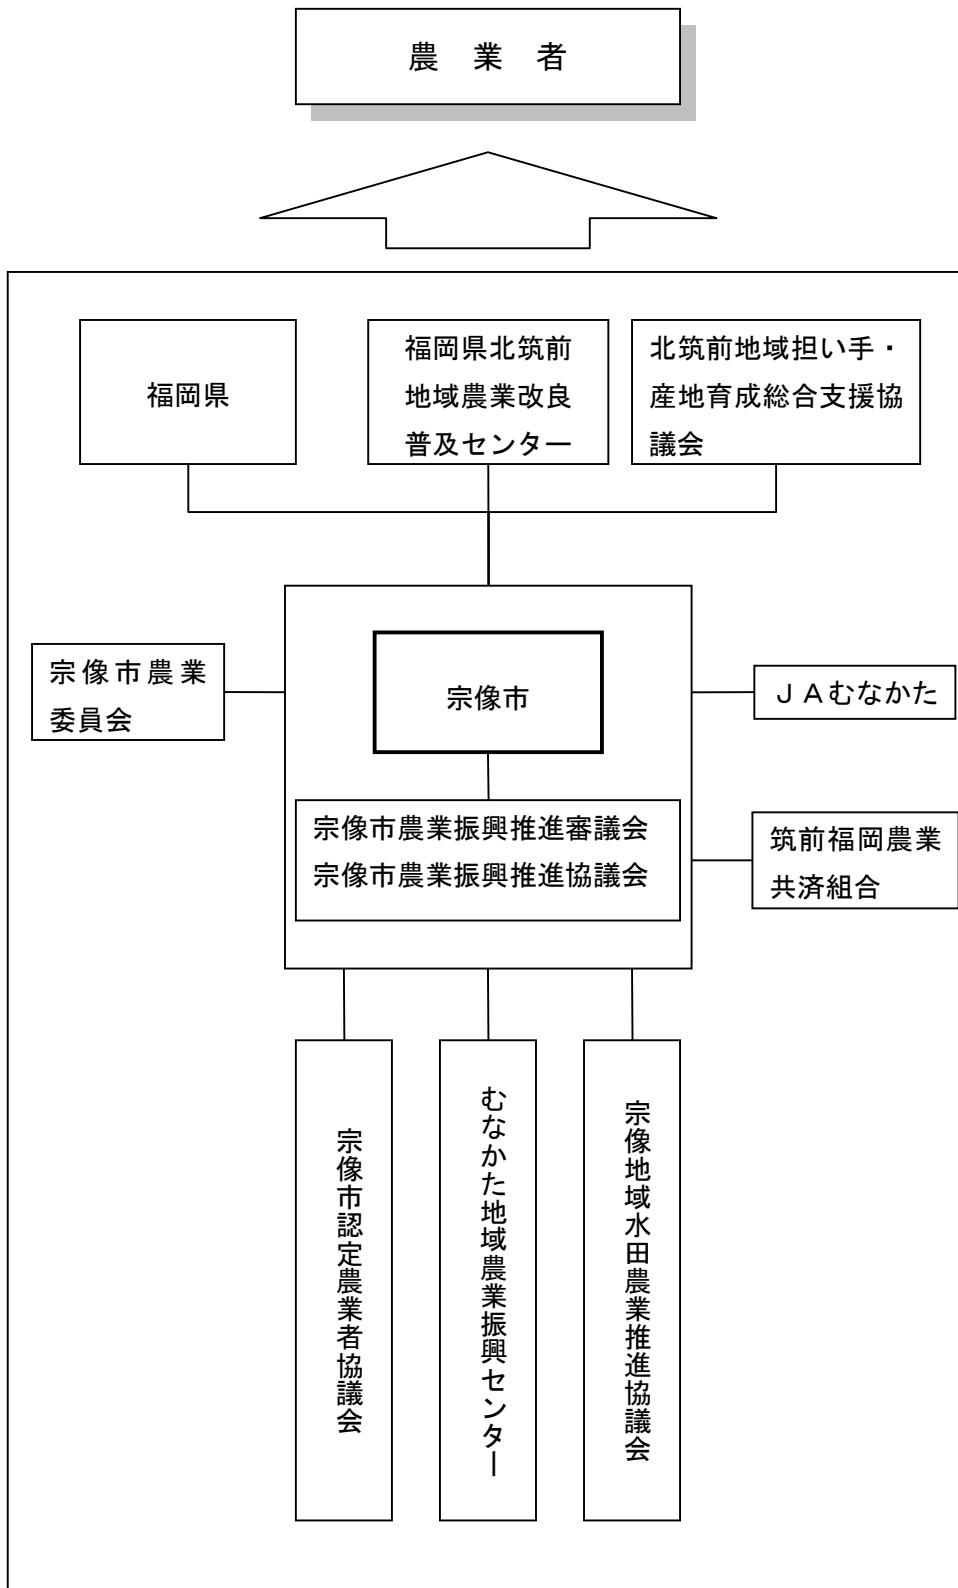 農　業　者
福岡県
福岡県北筑前
地域農業改良
普及センター
北筑前地域担い手・
産地育成総合支援協
議会
宗像市農業
委員会
宗像市
ＪＡむなかた
宗像市農業振興推進審議会
宗像市農業振興推進協議会
筑前福岡農業
共済組合
宗像市認定農業者協議会
むなかた地域農業振興センター
宗像地域水田農業推進協議会